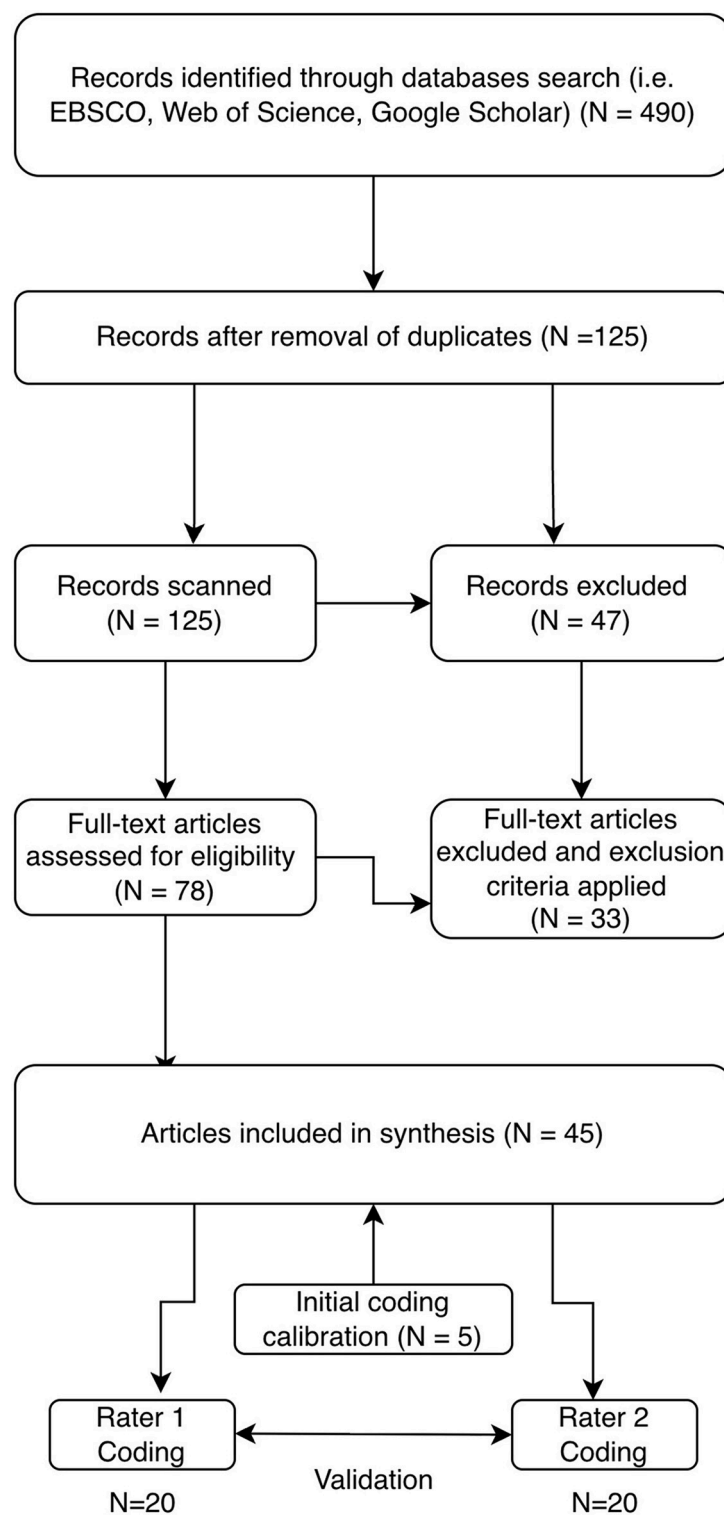 Records identified through databases search (i.e.
EBSCO, Web of Science, Google Scholar) (N = 490)
Records after removal of duplicates (N =125)
Records scanned
(N = 125)
Records excluded
(N = 47)
Full-text articles
assessed for eligibility
(N = 78)
Full-text articles
excluded and exclusion
criteria applied
(N = 33)
Articles included in synthesis (N = 45)
Initial coding
calibration (N = 5)
Rater 1
Coding
Rater 2
Coding
Validation
N=20
N=20